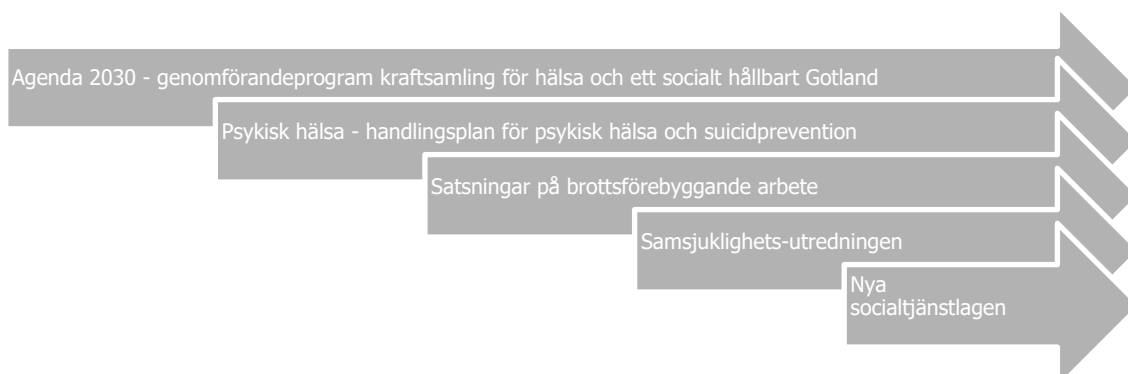 Agenda 2030 - genomförandeprogram kraftsamling för hälsa och ett socialt hållbart Gotland
Psykisk hälsa - handlingsplan för psykisk hälsa och suicidprevention
Satsningar på brottsförebyggande arbete
Samsjuklighets-utredningen
Nya
socialtjänstlagen